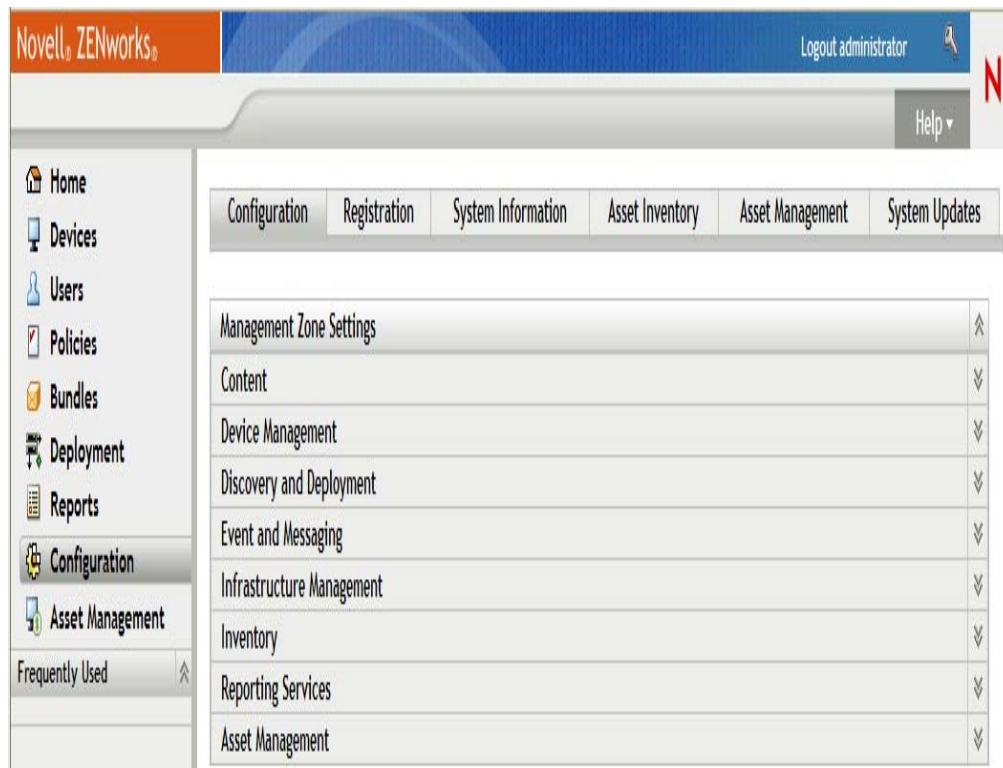 Novell® ZENworks®
Logout administrator
N
Help
Home
Devices
Users
Policies
Bundles
Deployment
Reports
Configuration
Asset Management
Frequently Used
Configuration
Registration
System Information
Asset Inventory
Asset Management
System Updates
Management Zone Settings
Content
Device Management
Discovery and Deployment
Event and Messaging
Infrastructure Management
Inventory
Reporting Services
Asset Management